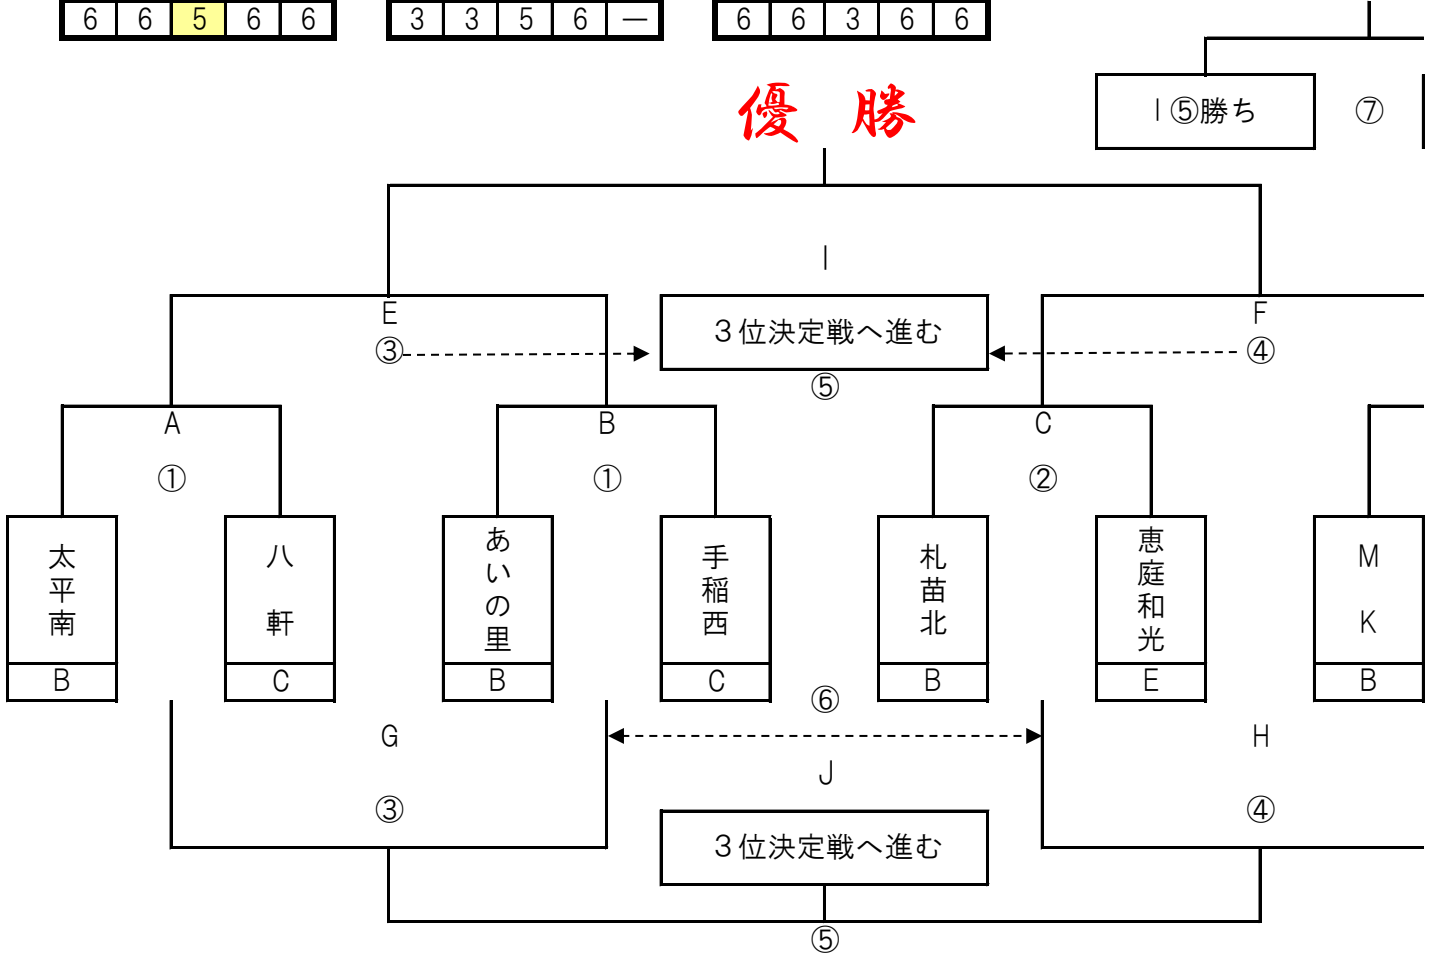 6 6 5 6 6 3 3 5 6 － 6 6 3 6 6
優 勝
I⑤勝ち ⑦
I
E 3位決定戦へ進む F
③ ④
⑤
A B C
① ① ②
太平南 八軒 あいの里 手稲西 札苗北 恵庭和光 MK
B C B C B E B
⑥
G H
J
③ ④
3位決定戦へ進む
⑤